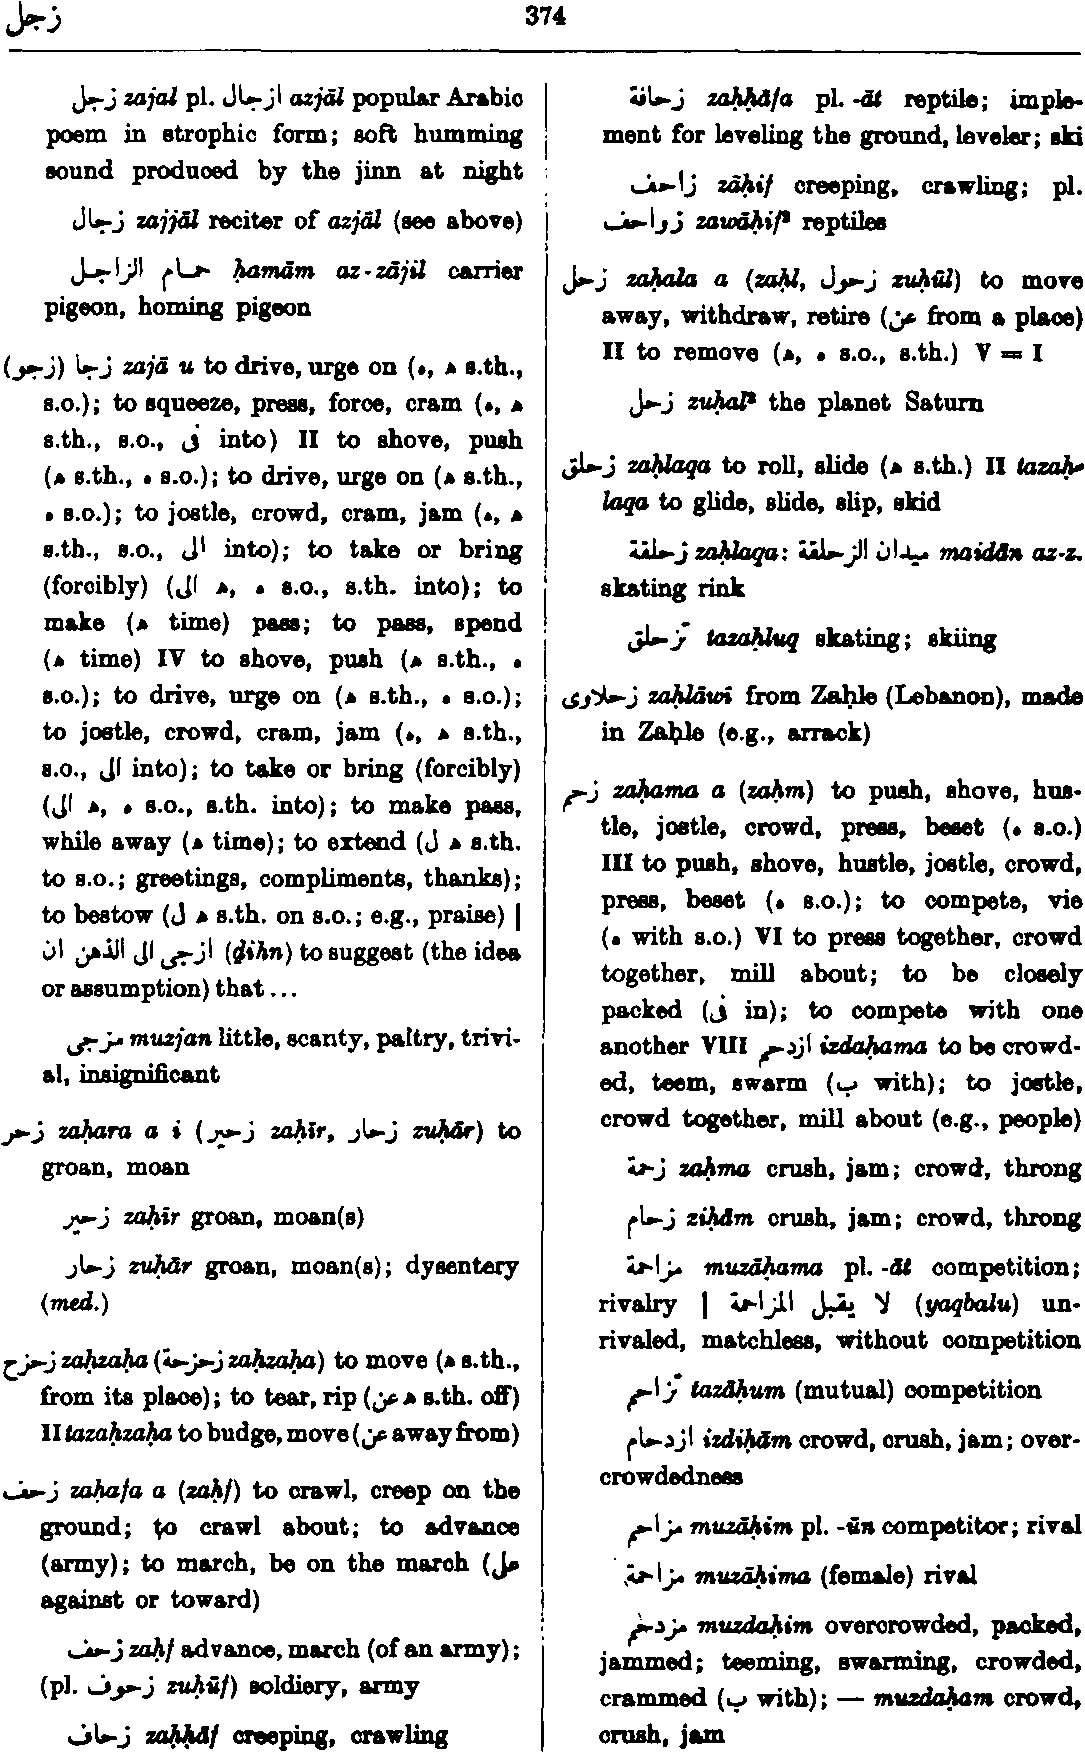 زجل
374
زجل zajal pl. ازجال azjāl popular Arabic
poem in strophic form; soft humming
sound produced by the jinn at night
زجال zajjāl reciter of azjāl (see above)
حمام الزاجل ḥamām az-zājil carrier
pigeon, homing pigeon
(زجو) زجا zajā u to drive, urge on (ه, ھ s.th.,
s.o.); to squeeze, press, force, cram (ه, ھ
s.th., s.o., فى into) II to shove, push
(ھ s.th., ه s.o.); to drive, urge on (ھ s.th.,
ه s.o.); to jostle, crowd, cram, jam (ه, ھ
s.th., s.o., الى into); to take or bring
(forcibly) (الى ھ, ه s.o., s.th. into); to
make (ھ time) pass; to pass, spend
(ھ time) IV to shove, push (ھ s.th., ه
s.o.); to drive, urge on (ھ s.th., ه s.o.);
to jostle, crowd, cram, jam (ه, ھ s.th.,
s.o., الى into); to take or bring (forcibly)
(الى ھ, ه s.o., s.th. into); to make pass,
while away (ھ time); to extend (ل ھ s.th.
to s.o.; greetings, compliments, thanks);
to bestow (ل ھ s.th. on s.o.; e.g., praise) |
ازجى الى الذهن ان (ḏihn) to suggest (the idea
or assumption) that ...
مزجى muzjan little, scanty, paltry, trivi-
al, insignificant
زحر zaḥara a i (زحير zaḥīr, زحار zuḥār) to
groan, moan
زحير zaḥīr groan, moan(s)
زحار zuḥār groan, moan(s); dysentery
(med.)
زحزح zaḥzaḥa (زحزحة zaḥzaḥa) to move (ھ s.th.,
from its place); to tear, rip (ھ عن s.th. off)
II tazaḥzaḥa to budge, move (عن away from)
زحف zaḥafa a (zaḥf) to crawl, creep on the
ground; to crawl about; to advance
(army); to march, be on the march (على
against or toward)
زحف zaḥf advance, march (of an army);
(pl. زحوف zuḥūf) soldiery, army
زحاف zaḥḥāf creeping, crawling
زحافة zaḥḥāfa pl. -āt reptile; imple-
ment for leveling the ground, leveler; ski
زاحف zāḥif creeping, crawling; pl.
زواحف zawāḥif² reptiles
زحل zaḥala a (zaḥl, زحول zuḥūl) to move
away, withdraw, retire (عن from a place)
II to remove (ھ, ه s.o., s.th.) V = I
زحل zuḥal² the planet Saturn
زحلق zaḥlaqa to roll, slide (ھ s.th.) II tazaḥ-
laqa to glide, slide, slip, skid
زحلقة zaḥlaqa: ميدان الزحلقة maidān az-z.
skating rink
تزحلق tazaḥluq skating; skiing
زحلاوى zaḥlāwī from Zaḥle (Lebanon), made
in Zaḥle (e.g., arrack)
زحم zaḥama a (zaḥm) to push, shove, hus-
tle, jostle, crowd, press, beset (ه s.o.)
III to push, shove, hustle, jostle, crowd,
press, beset (ه s.o.); to compete, vie
(ه with s.o.) VI to press together, crowd
together, mill about; to be closely
packed (فى in); to compete with one
another VIII ازدحم izdaḥama to be crowd-
ed, teem, swarm (ب with); to jostle,
crowd together, mill about (e.g., people)
زحمة zaḥma crush, jam; crowd, throng
زحام ziḥām crush, jam; crowd, throng
مزاحمة muzāḥama pl. -āt competition;
rivalry | لا يقبل المزاحمة (yaqbalu) un-
rivaled, matchless, without competition
تزاحم tazāḥum (mutual) competition
ازدحام izdiḥām crowd, crush, jam; over-
crowdedness
مزاحم muzāḥim pl. -ūn competitor; rival
مزاحمة muzāḥima (female) rival
مزدحم muzdaḥim overcrowded, packed,
jammed; teeming, swarming, crowded,
crammed (ب with); — muzdaḥam crowd,
crush, jam